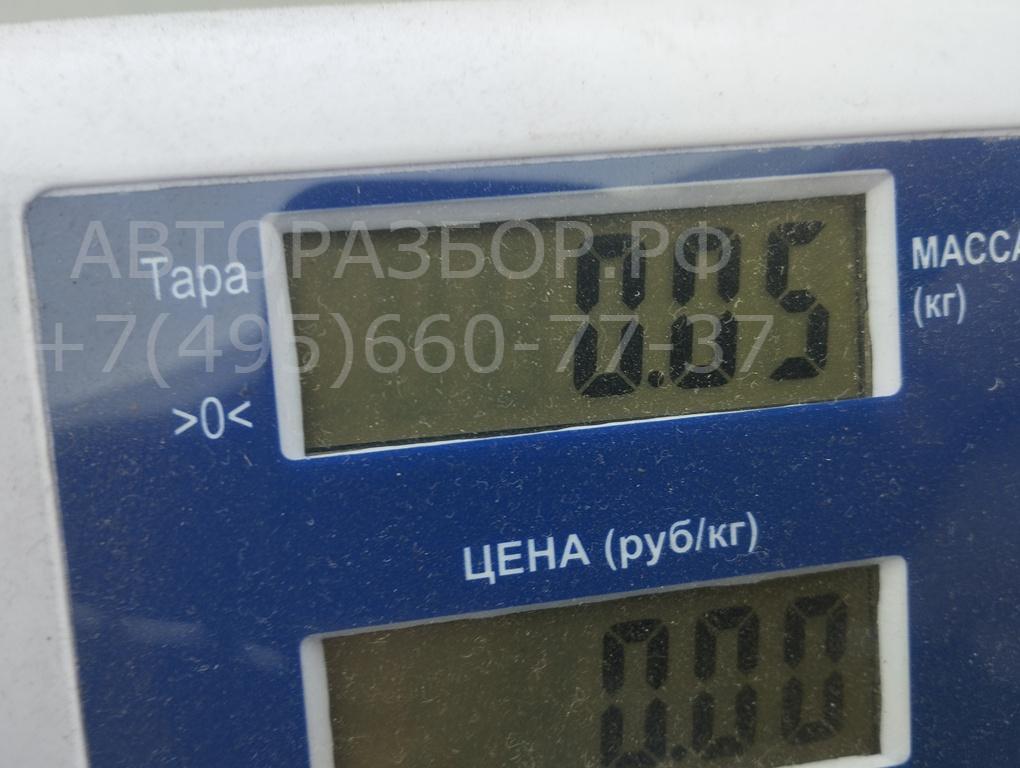 АВТОРАЗБОР.РФ
+7(495)660-77-37
Тара
>0<
0.05
МАССА
(кг)
ЦЕНА (руб/кг)
0.00